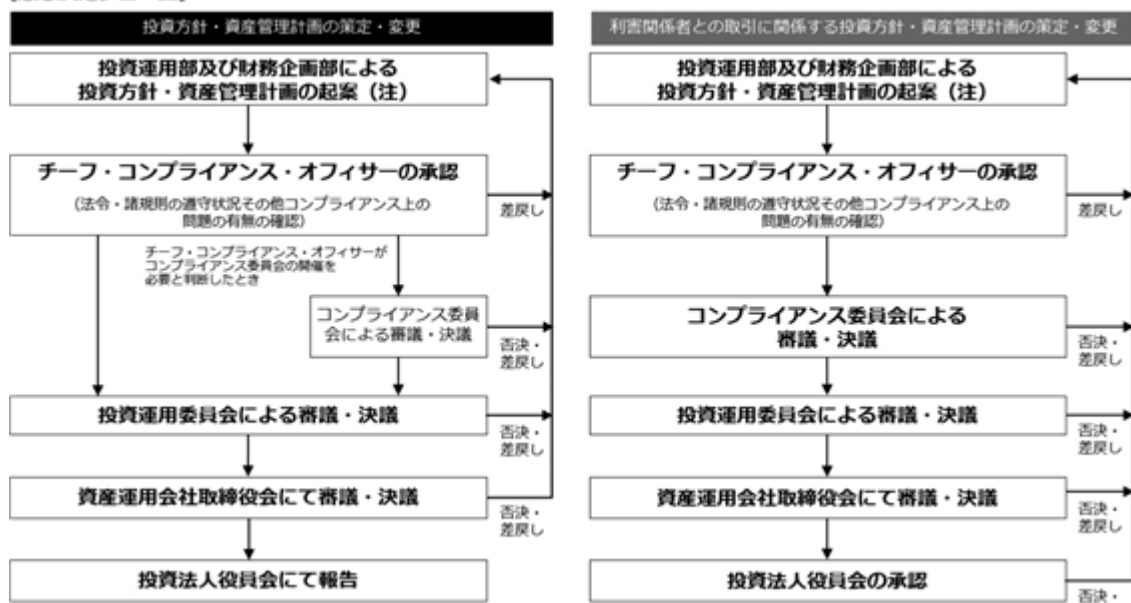 投資方針・資産管理計画の策定・変更
投資運用部及び財務企画部による
投資方針・資産管理計画の起案（注）
チーフ・コンプライアンス・オフィサーの承認
（法令・諸規則の遵守状況その他コンプライアンス上の
問題の有無の確認）
差戻し
チーフ・コンプライアンス・オフィサーが
コンプライアンス委員会の開催を
必要と判断したとき
コンプライアンス委員
会による審議・決議
否決・
差戻し
投資運用委員会による審議・決議
否決・
差戻し
資産運用会社取締役会にて審議・決議
否決・
差戻し
投資法人役員会にて報告
利害関係者との取引に関係する投資方針・資産管理計画の策定・変更
投資運用部及び財務企画部による
投資方針・資産管理計画の起案（注）
チーフ・コンプライアンス・オフィサーの承認
（法令・諸規則の遵守状況その他コンプライアンス上の
問題の有無の確認）
差戻し
コンプライアンス委員会による
審議・決議
否決・
差戻し
投資運用委員会による審議・決議
否決・
差戻し
資産運用会社取締役会にて審議・決議
否決・
差戻し
投資法人役員会の承認
否決・